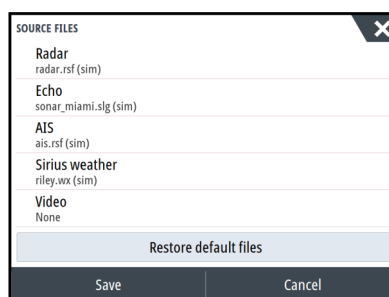 SOURCE FILES
Radar
radar.rsf (sim)
Echo
sonar_miami.slg (sim)
AIS
ais.rsf (sim)
Sirius weather
riley.wx (sim)
Video
None
Restore default files
Save Cancel